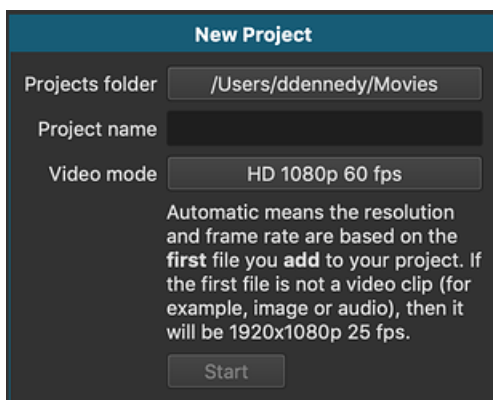 New Project
Projects folder /Users/ddennedy/Movies
Project name
Video mode HD 1080p 60 fps
Automatic means the resolution
and frame rate are based on the
first file you add to your project. If
the first file is not a video clip (for
example, image or audio), then it
will be 1920x1080p 25 fps.
Start